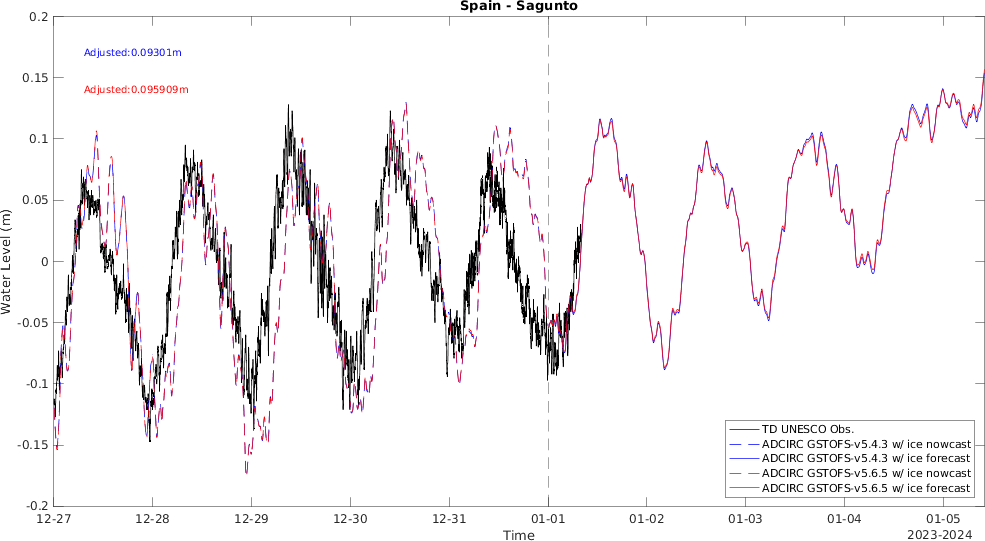 Spain - Sagunto
0.2
0.15
0.1
0.05
0
-0.05
-0.1
-0.15
-0.2
Water Level (m)
Adjusted:0.09301m
Adjusted:0.095909m
TD UNESCO Obs.
ADCIRC GSTOFS-v5.4.3 w/ ice nowcast
ADCIRC GSTOFS-v5.4.3 w/ ice forecast
ADCIRC GSTOFS-v5.6.5 w/ ice nowcast
ADCIRC GSTOFS-v5.6.5 w/ ice forecast
12-27 12-28 12-29 12-30 12-31 01-01 01-02 01-03 01-04 01-05
Time
2023-2024